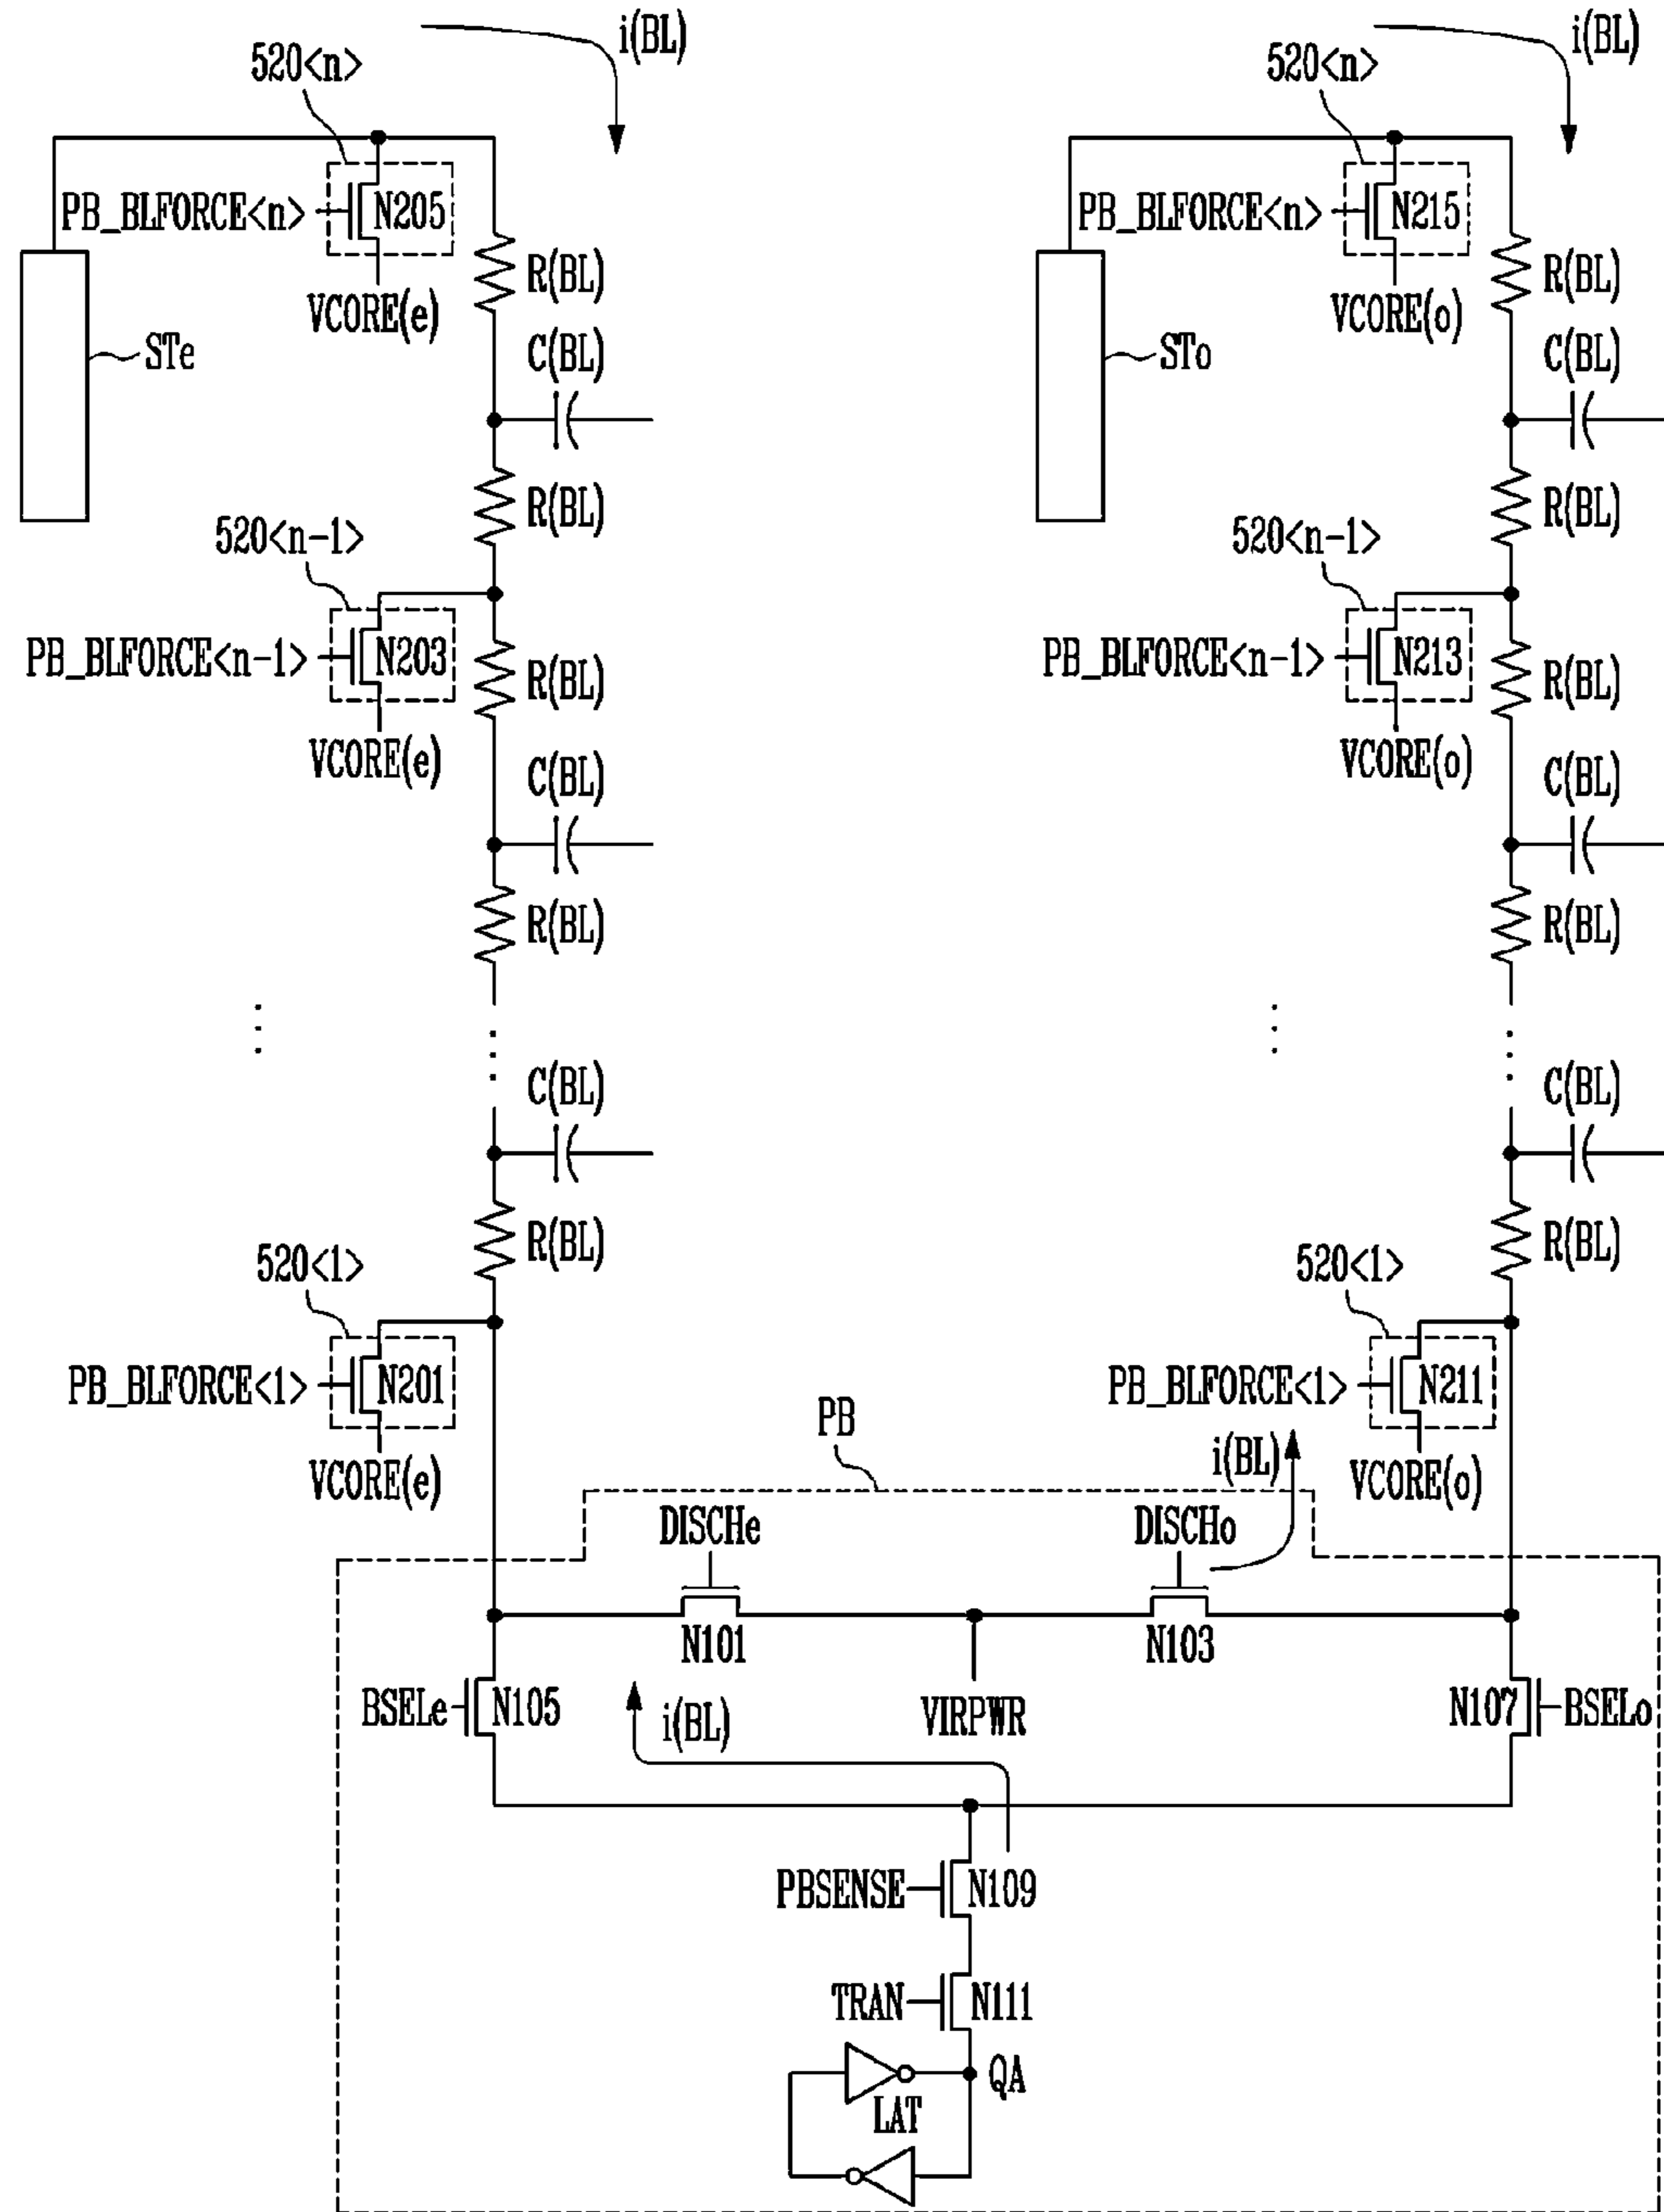 i(BL)
i(BL)
520<n>
520<n>
PB_BLFORCE<n>
N205
PB_BLFORCE<n>
N215
R(BL)
R(BL)
VCORE(e)
VCORE(o)
STe
C(BL)
STo
C(BL)
R(BL)
R(BL)
520<n-1>
520<n-1>
PB_BLFORCE<n-1>
N203
R(BL)
PB_BLFORCE<n-1>
N213
R(BL)
VCORE(e)
VCORE(o)
C(BL)
C(BL)
R(BL)
R(BL)
C(BL)
C(BL)
R(BL)
R(BL)
520<1>
520<1>
PB_BLFORCE<1>
N201
PB_BLFORCE<1>
N211
PB
i(BL)
VCORE(e)
VCORE(o)
DISCHe
DISCHo
N101
N103
BSELe
N105
i(BL)
VIRPWR
N107
BSELo
PBSENSE
N109
TRAN
N111
QA
LAT